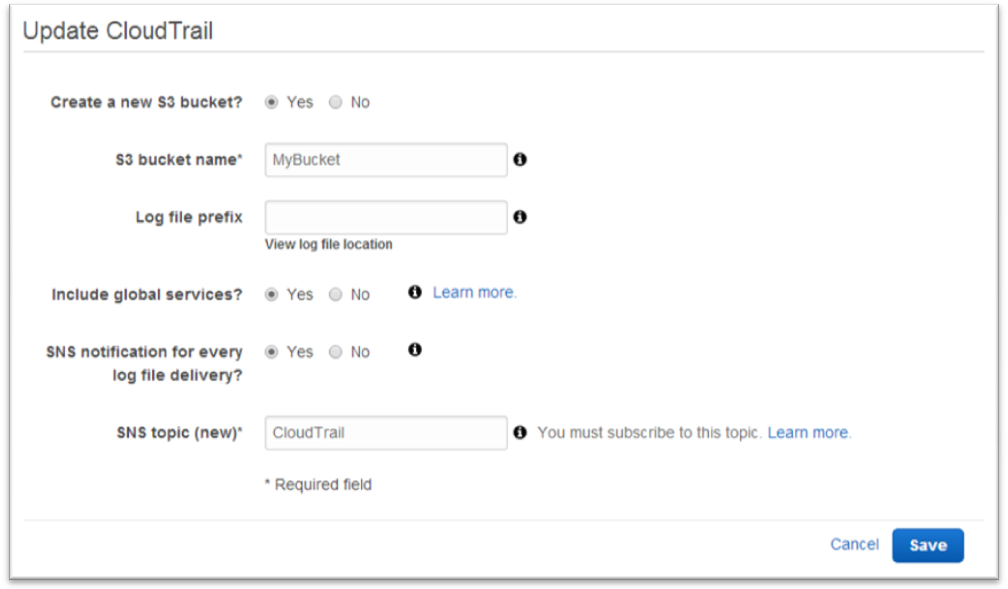 Update CloudTrail
Create a new S3 bucket? Yes No
S3 bucket name* MyBucket
Log file prefix
View log file location
Include global services? Yes No Learn more.
SNS notification for every
log file delivery? Yes No
SNS topic (new)* CloudTrail You must subscribe to this topic. Learn more.
* Required field
Cancel Save